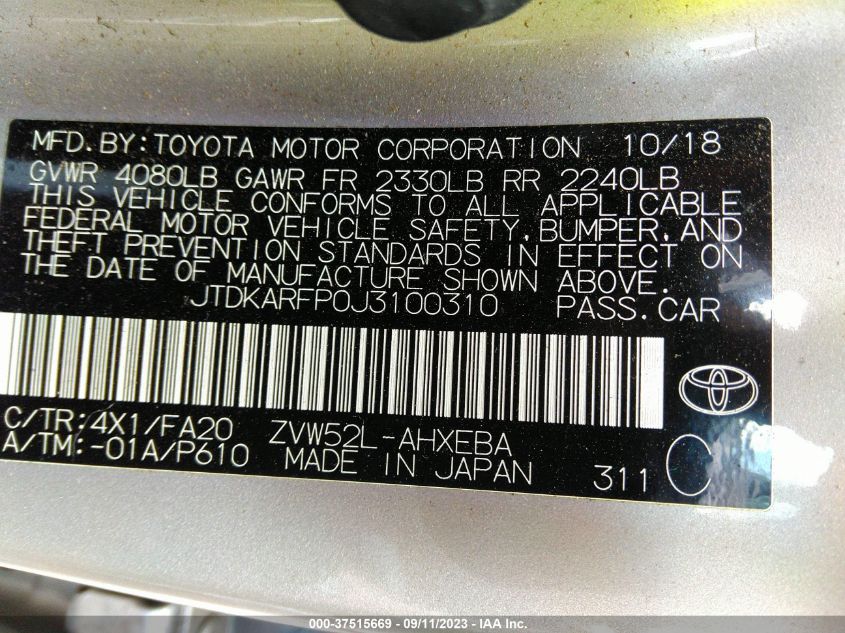 MFD.BY:TOYOTA MOTOR CORPORATION 10/18
GVWR 4080LB GAWR FR 2330LB RR 2240LB
THIS VEHICLE CONFORMS TO ALL APPLICABLE
FEDERAL MOTOR VEHICLE SAFETY,BUMPER,AND
THEFT PREVENTION STANDARDS IN EFFECT ON
THE DATE OF MANUFACTURE SHOWN ABOVE.
JTDKARFP0J3100310 PASS.CAR
C/TR:4X1/FA20 ZVW52L-AHXEBA
A/TM:-01A/P610 MADE IN JAPAN 311 C
000-37515669 - 09/11/2023 - IAA Inc.